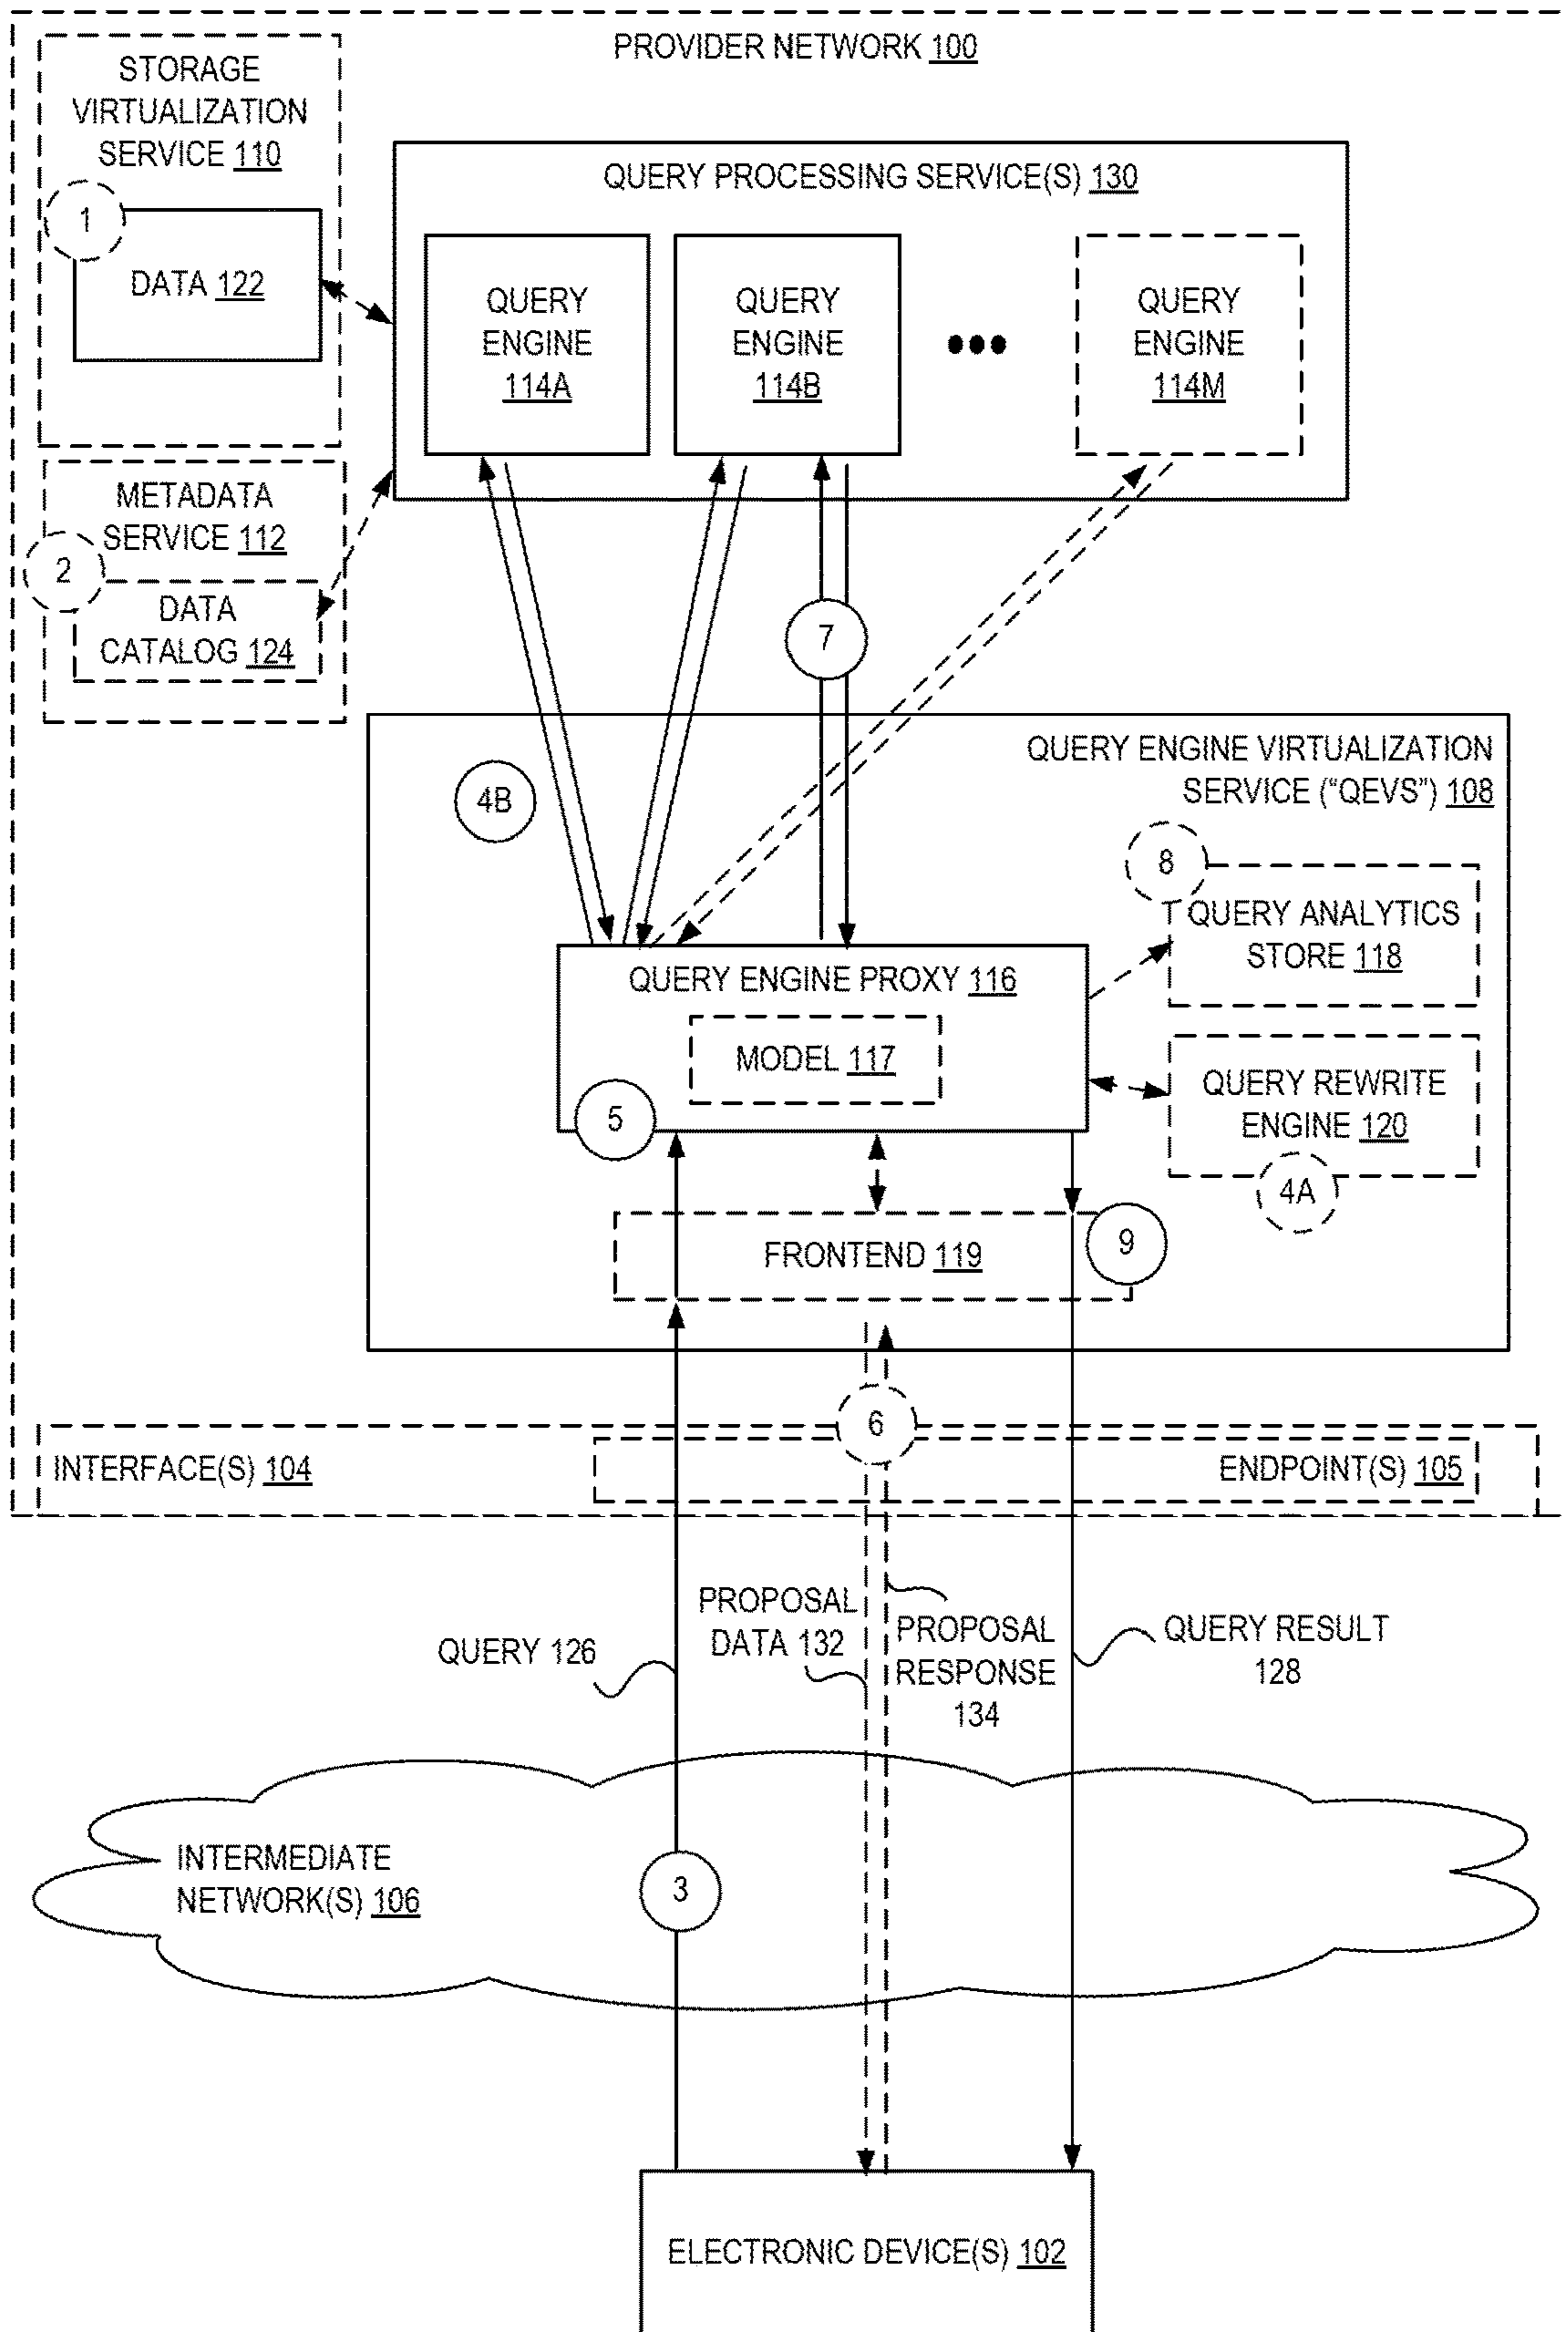 PROVIDER NETWORK 100
STORAGE
VIRTUALIZATION
SERVICE 110
1
DATA 122
QUERY PROCESSING SERVICE(S) 130
QUERY
ENGINE
114A
QUERY
ENGINE
114B
QUERY
ENGINE
114M
METADATA
SERVICE 112
2
DATA
CATALOG 124
7
4B
QUERY ENGINE VIRTUALIZATION
SERVICE ("QEVS") 108
8
QUERY ANALYTICS
STORE 118
QUERY ENGINE PROXY 116
MODEL 117
5
QUERY REWRITE
ENGINE 120
4A
FRONTEND 119
9
6
INTERFACE(S) 104
ENDPOINT(S) 105
QUERY 126
PROPOSAL
DATA 132
PROPOSAL
RESPONSE
134
QUERY RESULT
128
INTERMEDIATE
NETWORK(S) 106
3
ELECTRONIC DEVICE(S) 102